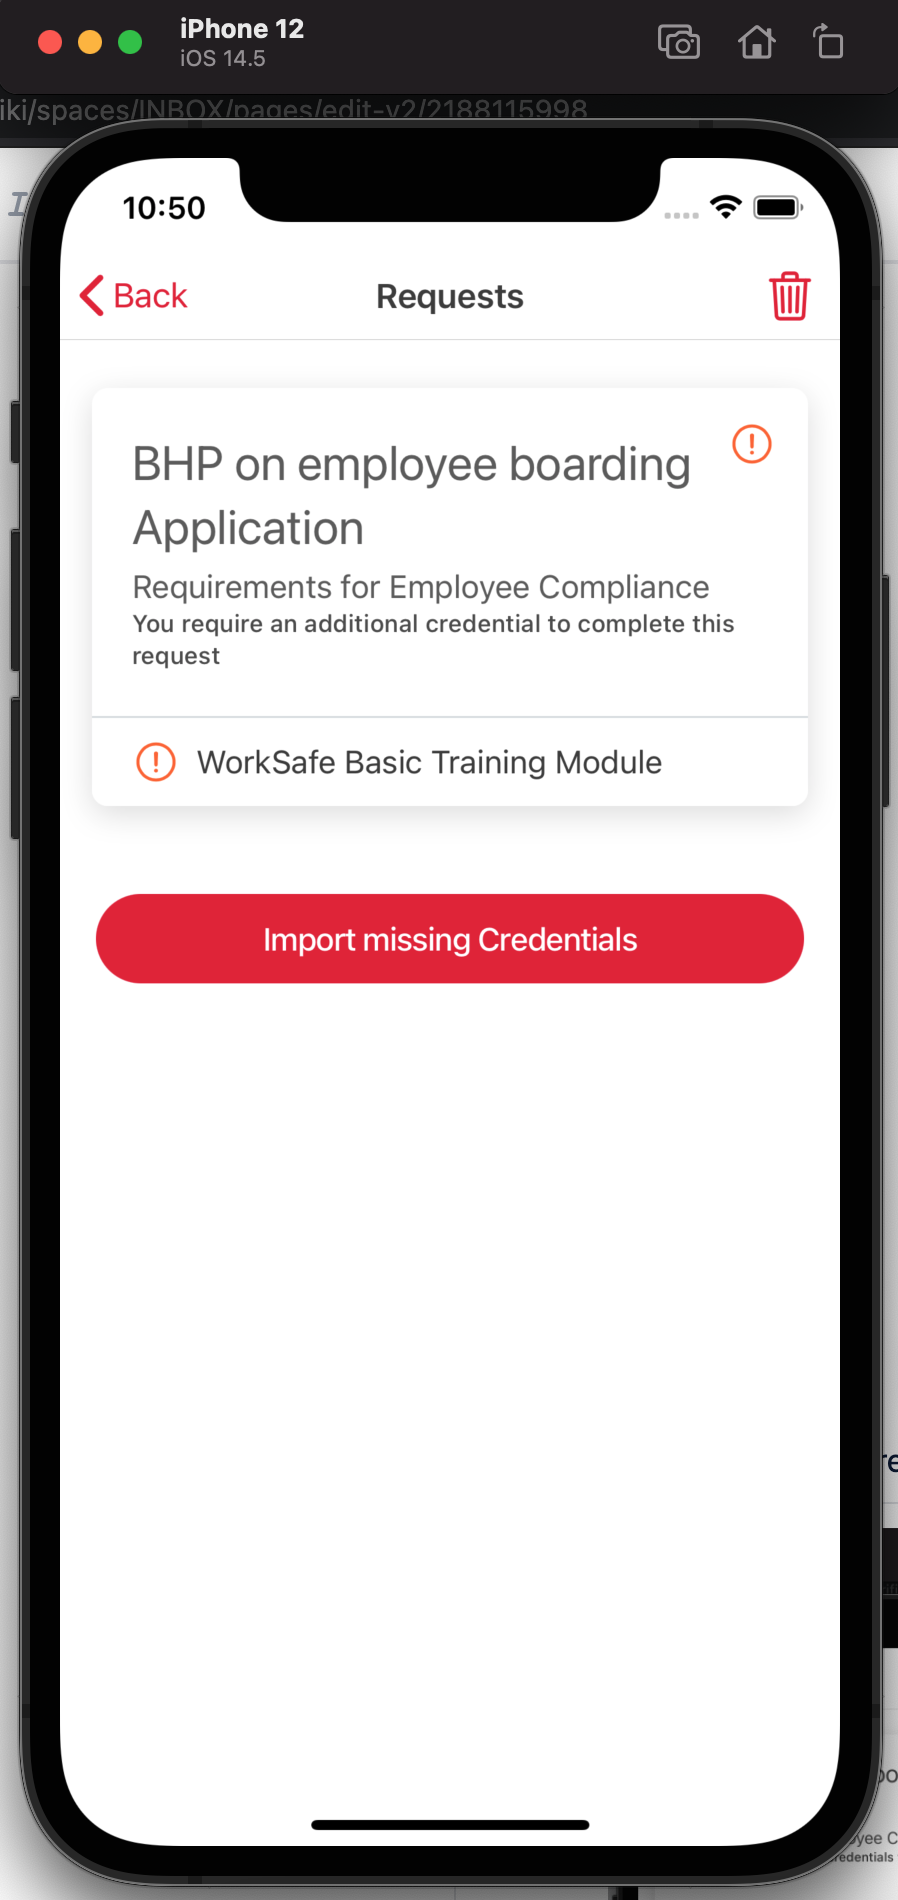 iPhone 12
iOS 14.5
iki/spaces/INBOX/pages/edit-v2/2188115998
10:50
Back
Requests
BHP on employee boarding
Application
Requirements for Employee Compliance
You require an additional credential to complete this
request
WorkSafe Basic Training Module
Import missing Credentials